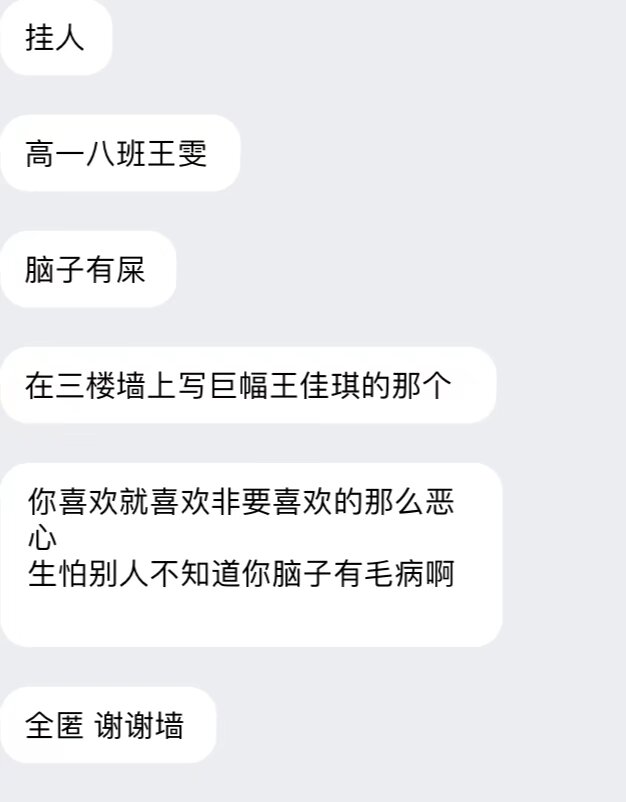 挂人
高一八班王雯
脑子有屎
在三楼墙上写巨幅王佳琪的那个
你喜欢就喜欢非要喜欢的那么恶
心
生怕别人不知道你脑子有毛病啊
全匿 谢谢墙